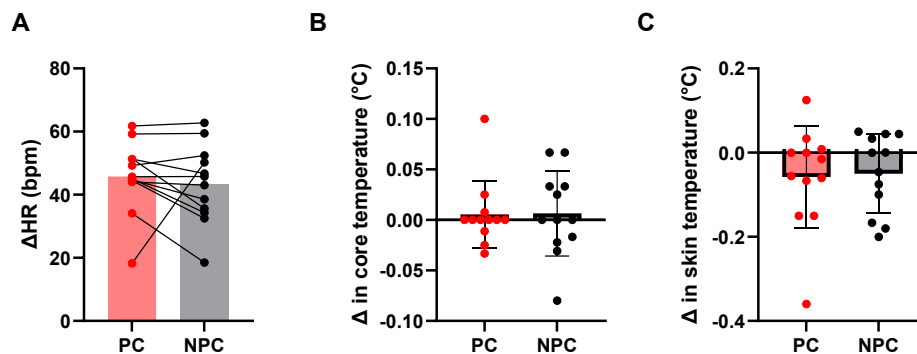 A
ΔHR (bpm)
80
60
40
20
0
PC NPC
B
Δ in core temperature (°C)
0.15
0.10
0.05
0.00
-0.05
-0.10
PC NPC
C
Δ in skin temperature (°C)
0.2
0.0
-0.2
-0.4
PC NPC